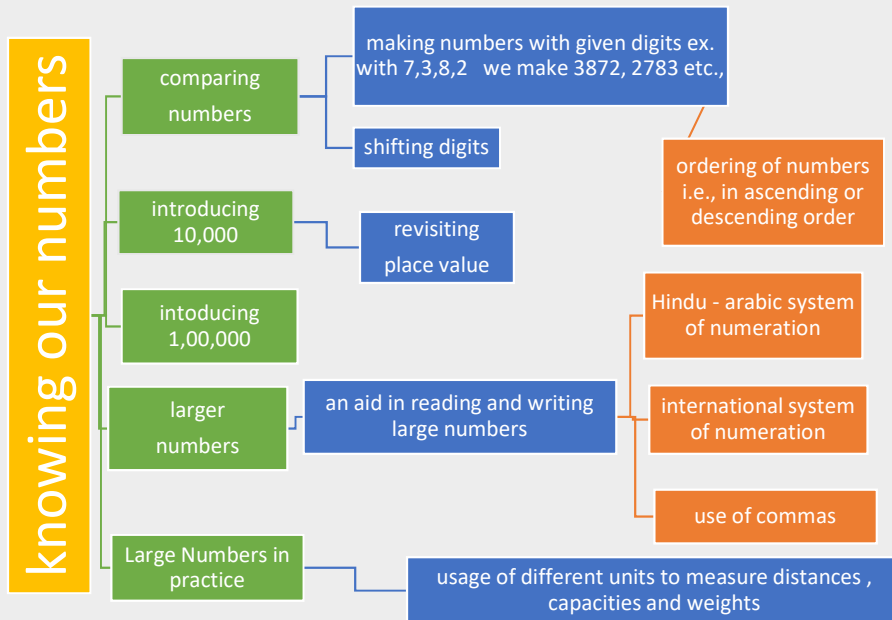 knowing our numbers
comparing
numbers
making numbers with given digits ex.
with 7,3,8,2 we make 3872, 2783 etc.,
ordering of numbers
i.e., in ascending or
descending order
shifting digits
introducing
10,000
revisiting
place value
intoducing
1,00,000
larger
numbers
an aid in reading and writing
large numbers
Hindu - arabic system
of numeration
international system
of numeration
use of commas
Large Numbers in
practice
usage of different units to measure distances ,
capacities and weights